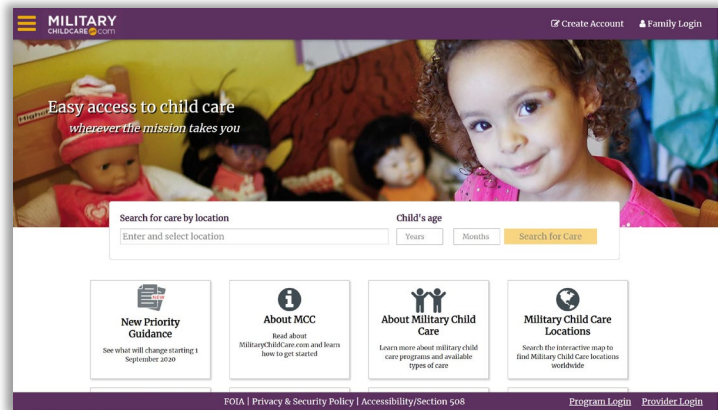 MILITARY
CHILDCARE.com
Create Account
Family Login
Higher
Easy access to child care
wherever the mission takes you
Search for care by location
Child's age
Enter and select location
Years
Months
Search for Care
NEW
New Priority
Guidance
See what will change starting 1
September 2020
About MCC
Read about
MilitaryChildCare.com and learn
how to get started
About Military Child
Care
Learn more about military child
care programs and available
types of care
Military Child Care
Locations
Search the interactive map to
find Military Child Care locations
worldwide
FOIA | Privacy & Security Policy | Accessibility/Section 508
Program Login
Provider Login